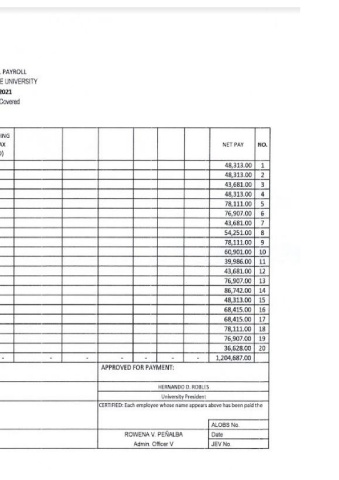 . PAYROLL
E UNIVERSITY
2021
Covered
ING
AX
NET PAY NO.
48,313.00 1
48,313.00 2
43,681.00 3
48,313.00 4
78,111.00 5
76,907.00 6
43,681.00 7
54,251.00 8
78,111.00 9
60,901.00 10
39,986.00 11
43,681.00 12
76,907.00 13
86,742.00 14
48,313.00 15
68,415.00 16
68,415.00 17
78,111.00 18
76,907.00 19
36,628.00 20
- - - - - - - 1,204,687.00
APPROVED FOR PAYMENT:
HERNANDO D. ROBLES
University President
CERTIFIED: Each employee whose name appears above has been paid the
ALOBS No.
ROWENA V. PEÑALBA Date
Admin. Officer V JEV No.